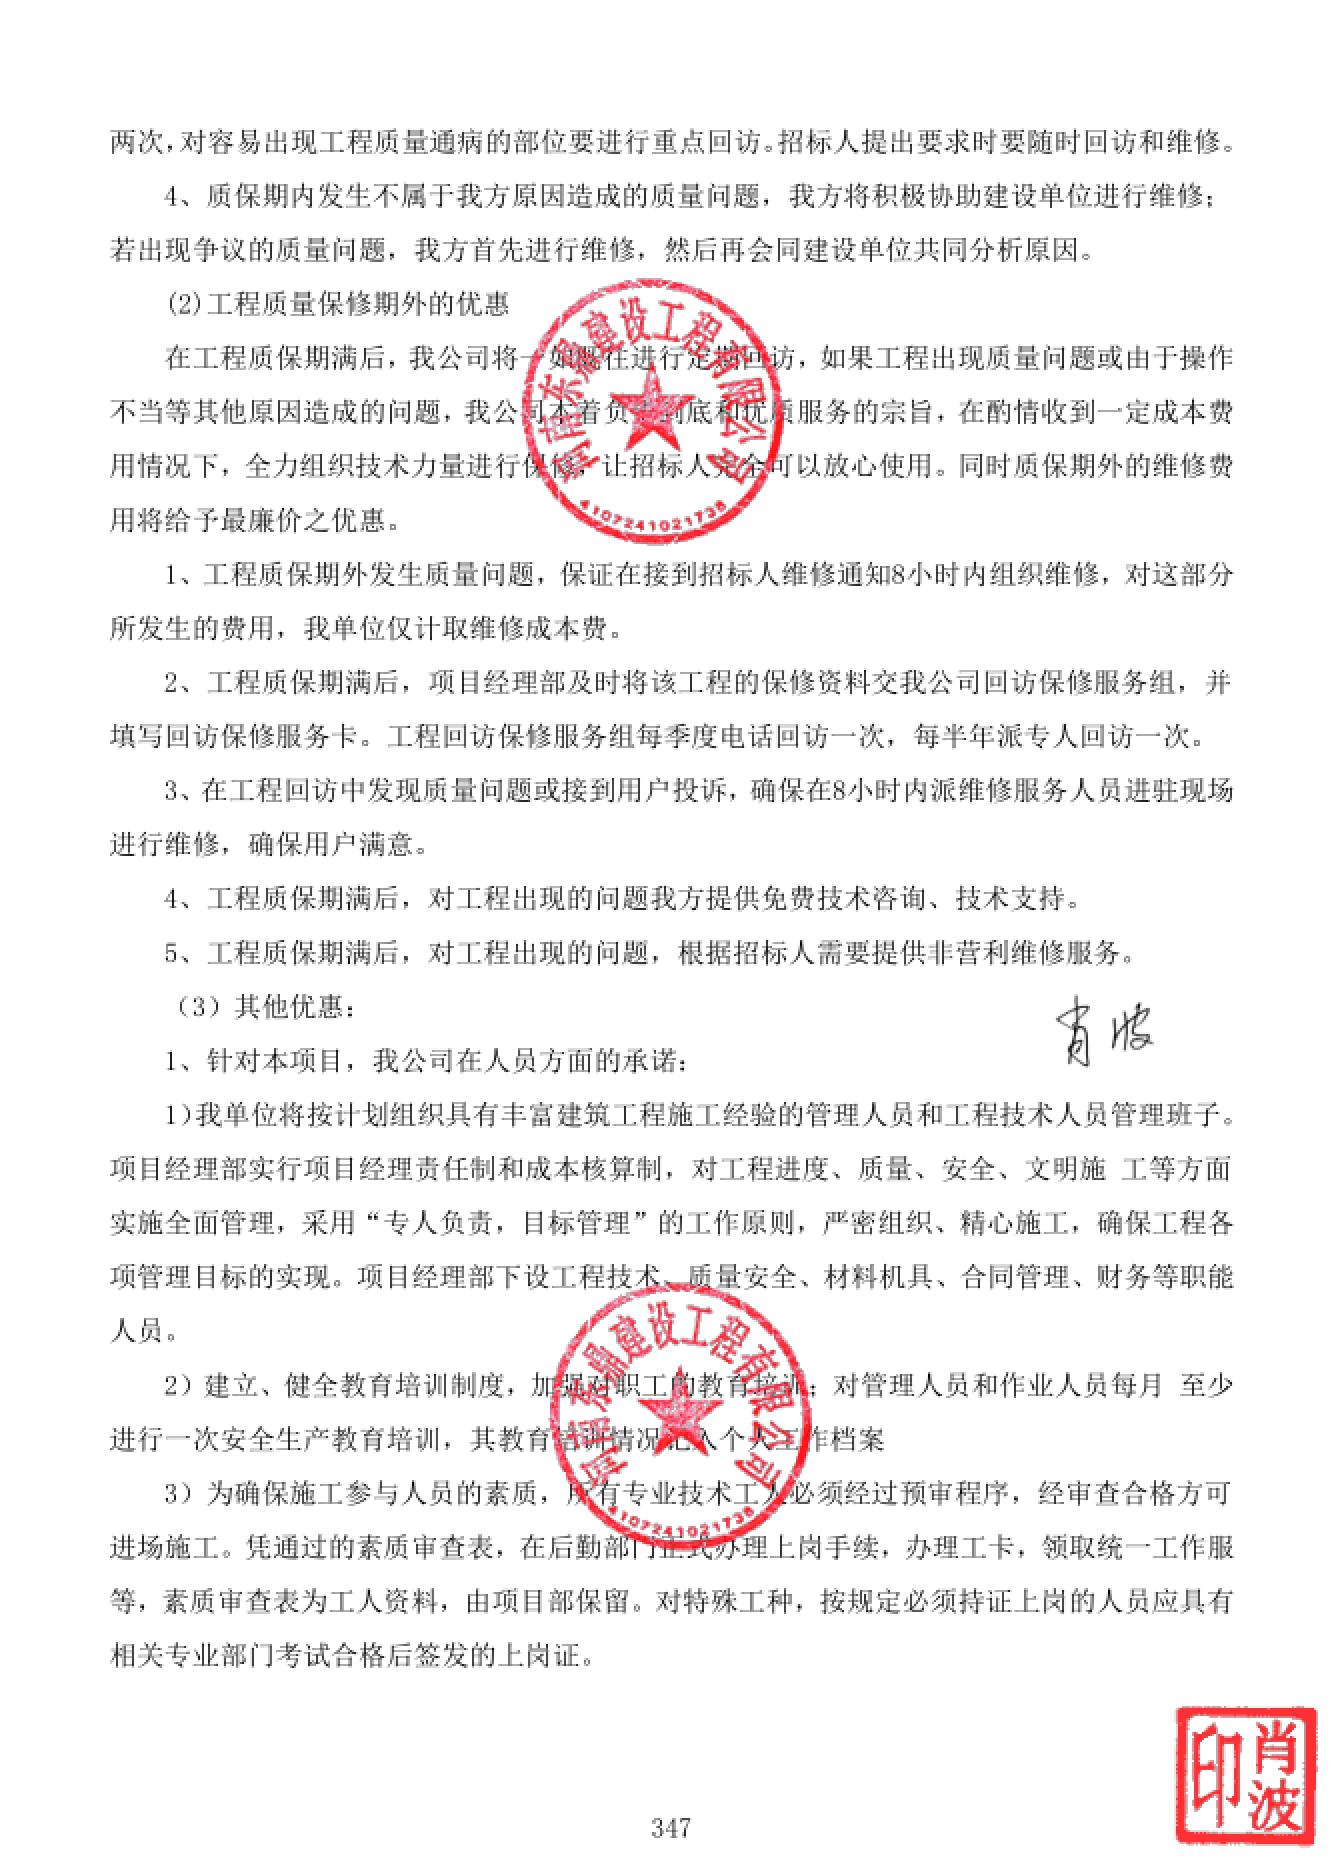 两次,对容易出现工程质量通病的部位要进行重点回访。招标人提出要求时要随时回访和维修。
4、质保期内发生不属于我方原因造成的质量问题，我方将积极协助建设单位进行维修；
若出现争议的质量问题，我方首先进行维修，然后再会同建设单位共同分析原因。
(2)工程质量保修期外的优惠
在工程质保期满后，我公司将一如既往进行定期回访，如果工程出现质量问题或由于操作
不当等其他原因造成的问题，我公司本着负责到底和优质服务的宗旨，在酌情收到一定成本费
用情况下，全力组织技术力量进行保修，让招标人完全可以放心使用。同时质保期外的维修费
用将给予最廉价之优惠。
河南东鼎建设工程有限公司
4107241021738
1、工程质保期外发生质量问题，保证在接到招标人维修通知8小时内组织维修，对这部分
所发生的费用，我单位仅计取维修成本费。
2、工程质保期满后，项目经理部及时将该工程的保修资料交我公司回访保修服务组，并
填写回访保修服务卡。工程回访保修服务组每季度电话回访一次，每半年派专人回访一次。
3、在工程回访中发现质量问题或接到用户投诉，确保在8小时内派维修服务人员进驻现场
进行维修，确保用户满意。
4、工程质保期满后，对工程出现的问题我方提供免费技术咨询、技术支持。
5、工程质保期满后，对工程出现的问题，根据招标人需要提供非营利维修服务。
（3）其他优惠：
肖波
1、针对本项目，我公司在人员方面的承诺：
1)我单位将按计划组织具有丰富建筑工程施工经验的管理人员和工程技术人员管理班子。
项目经理部实行项目经理责任制和成本核算制，对工程进度、质量、安全、文明施 工等方面
实施全面管理，采用“专人负责，目标管理”的工作原则，严密组织、精心施工，确保工程各
项管理目标的实现。项目经理部下设工程技术、质量安全、材料机具、合同管理、财务等职能
人员。
2）建立、健全教育培训制度，加强对职工的教育培训；对管理人员和作业人员每月 至少
进行一次安全生产教育培训，其教育培训情况记入个人工作档案
3）为确保施工参与人员的素质，所有专业技术工人必须经过预审程序，经审查合格方可
进场施工。凭通过的素质审查表，在后勤部门正式办理上岗手续，办理工卡，领取统一工作服
等，素质审查表为工人资料，由项目部保留。对特殊工种，按规定必须持证上岗的人员应具有
相关专业部门考试合格后签发的上岗证。
河南东鼎建设工程有限公司
4107241021738
肖波印
347